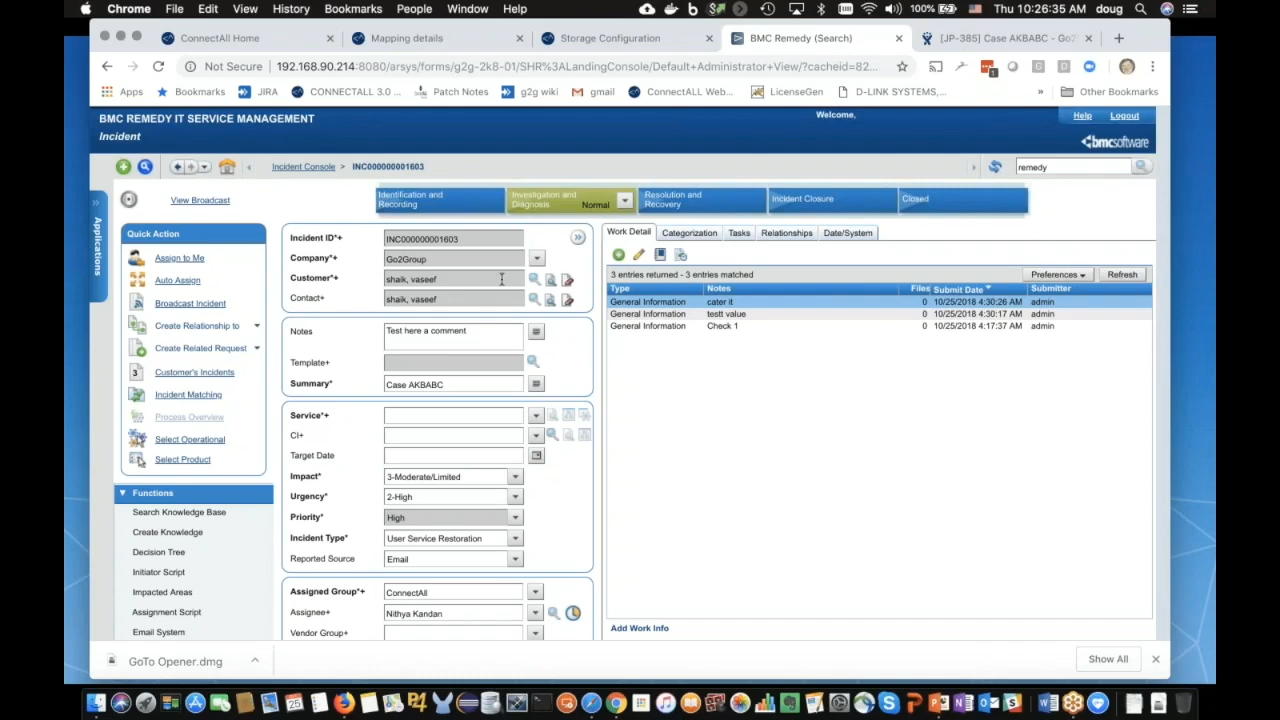 Chrome File Edit View History Bookmarks People Window Help 100% Thu 10:26:35 AM doug
ConnectAll Home × Mapping details × Storage Configuration × BMC Remedy (Search) × [JP-385] Case AKBABC - Go2 ×
Not Secure 192.168.90.214:8080/arsys/forms/g2g-2k8-01/SHR%3ALandingConsole/Default+Administrator+View/?cacheid=82...
Apps Bookmarks JIRA CONNECTALL 3.0 ... Patch Notes g2g wiki gmail ConnectALL Web... LicenseGen D-LINK SYSTEMS,... » Other Bookmarks
BMC REMEDY IT SERVICE MANAGEMENT Welcome, Help Logout
Incident bmcsoftware
Incident Console > INC000000001603 remedy
Applications
View Broadcast
Identification and Recording
Investigation and Diagnosis Normal
Resolution and Recovery
Incident Closure
Closed
Quick Action
Assign to Me
Auto Assign
Broadcast Incident
Create Relationship to
Create Related Request
3 Customer's Incidents
Incident Matching
Process Overview
Select Operational
Select Product
Functions
Search Knowledge Base
Create Knowledge
Decision Tree
Initiator Script
Impacted Areas
Assignment Script
Email System
Incident ID*+ INC000000001603
Company*+ Go2Group
Customer*+ shaik, vaseef
Contact+ shaik, vaseef
Notes Test here a comment
Template+
Summary* Case AKBABC
Service*+
CI+
Target Date
Impact* 3-Moderate/Limited
Urgency* 2-High
Priority* High
Incident Type* User Service Restoration
Reported Source Email
Assigned Group*+ ConnectAll
Assignee+ Nithya Kandan
Vendor Group+
Work Detail Categorization Tasks Relationships Date/System
3 entries returned - 3 entries matched Preferences Refresh
Type Notes Files Submit Date Submitter
General Information cater it 0 10/25/2018 4:30:26 AM admin
General Information testt value 0 10/25/2018 4:30:17 AM admin
General Information Check 1 0 10/25/2018 4:17:37 AM admin
Add Work Info
GoTo Opener.dmg Show All